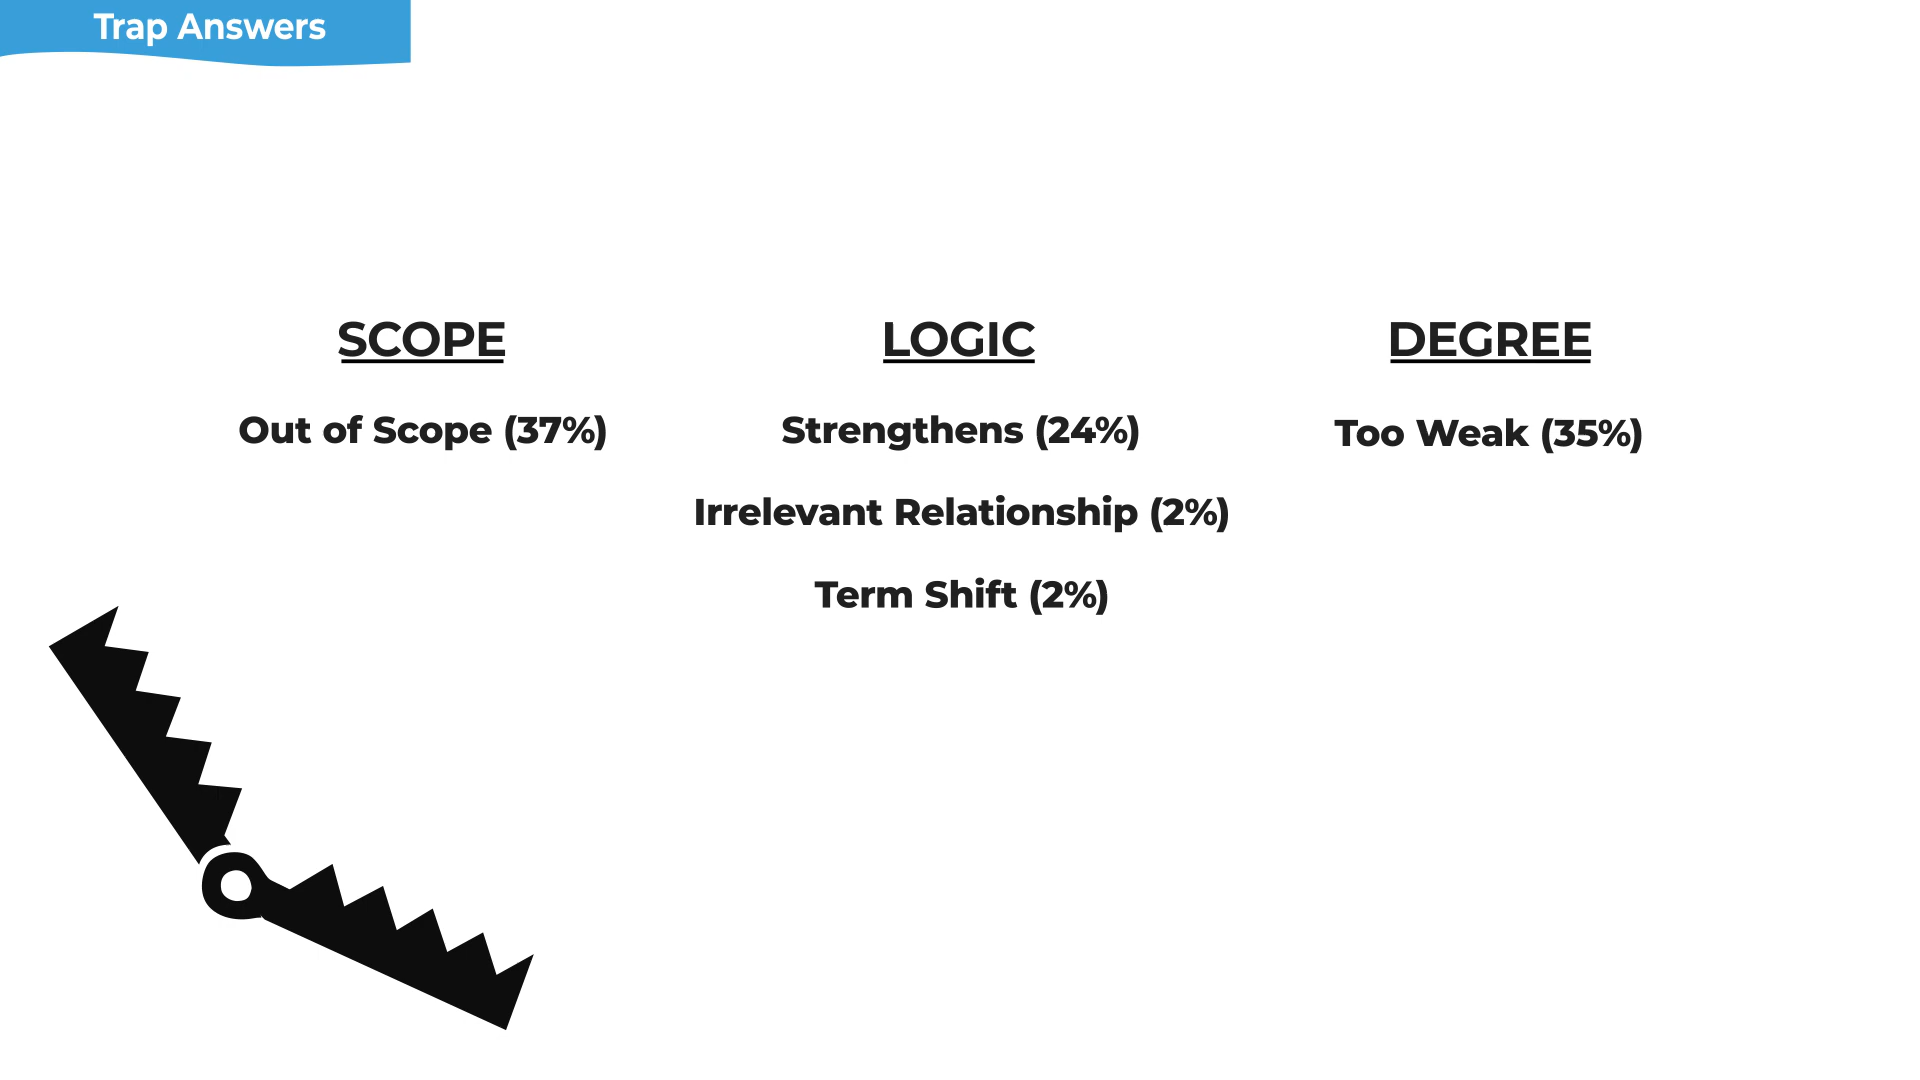 Trap Answers
SCOPE
Out of Scope (37%)
LOGIC
Strengthens (24%)
Irrelevant Relationship (2%)
Term Shift (2%)
DEGREE
Too Weak (35%)